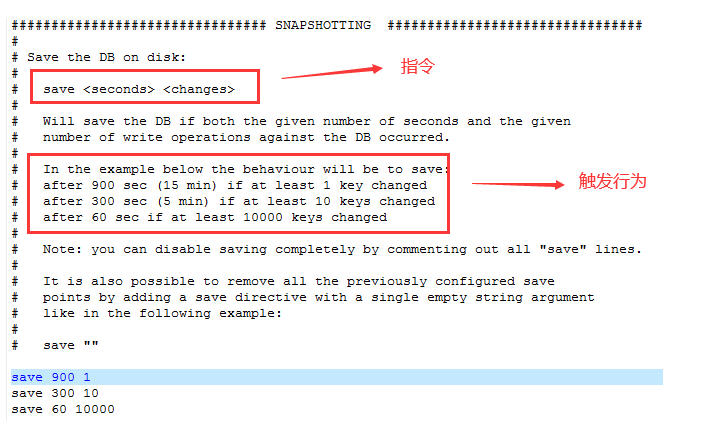 ################################ SNAPSHOTTING  ################################
#
# Save the DB on disk:
#
#   save <seconds> <changes>
指令
#
#   Will save the DB if both the given number of seconds and the given
#   number of write operations against the DB occurred.
#
#   In the example below the behaviour will be to save:
#   after 900 sec (15 min) if at least 1 key changed
触发行为
#   after 300 sec (5 min) if at least 10 keys changed
#   after 60 sec if at least 10000 keys changed
#
#   Note: you can disable saving completely by commenting out all "save" lines.
#
#   It is also possible to remove all the previously configured save
#   points by adding a save directive with a single empty string argument
#   like in the following example:
#
#   save ""
save 900 1
save 300 10
save 60 10000